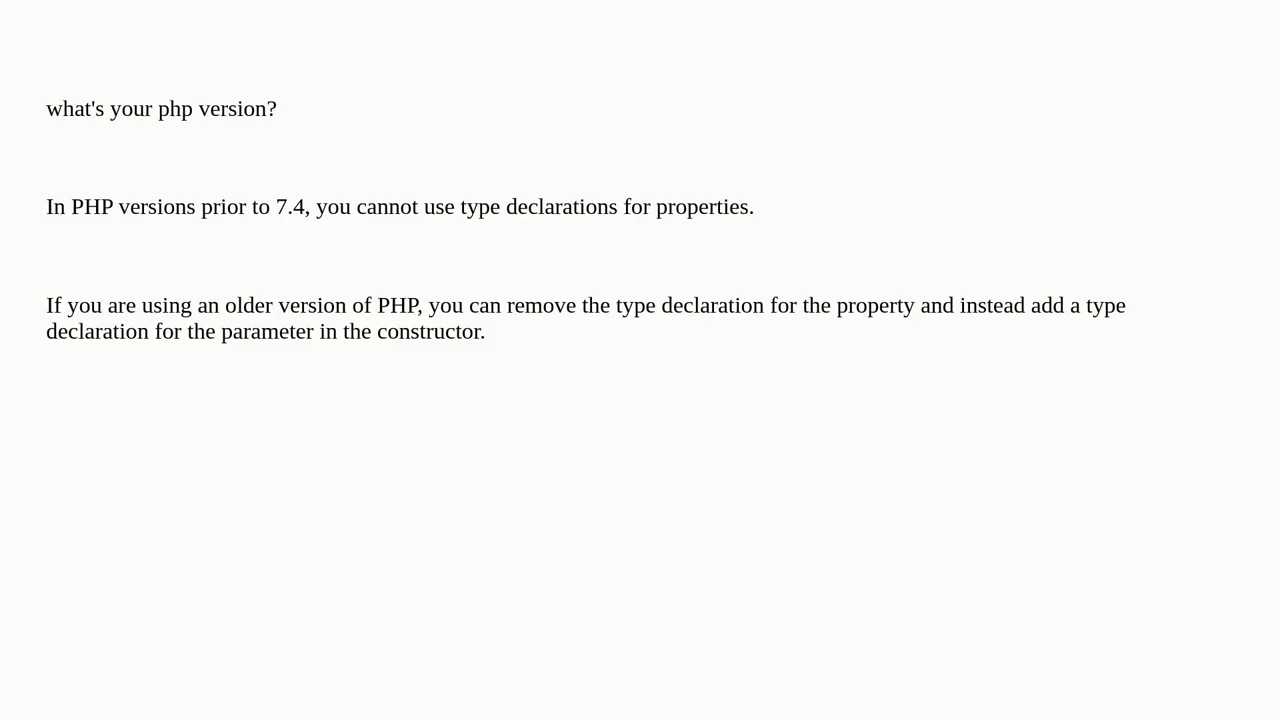 what's your php version?
In PHP versions prior to 7.4, you cannot use type declarations for properties.
If you are using an older version of PHP, you can remove the type declaration for the property and instead add a type
declaration for the parameter in the constructor.